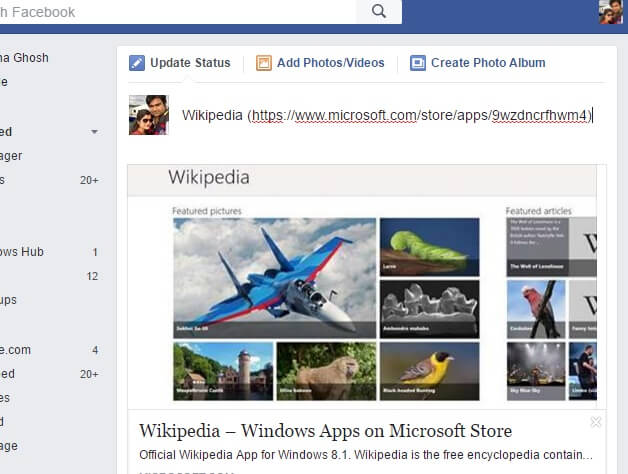 h Facebook
na Ghosh
e
ed
ager
s 20+
ows Hub 1
12
ups
e.com 4
eed 20+
es
d
age
Update Status Add Photos/Videos Create Photo Album
Wikipedia (https://www.microsoft.com/store/apps/9wzdncrfhwm4)
Wikipedia
Featured pictures Featured articles
Sukhoi Su-30
Larva
The Well of Loneliness
Cockatoo
Black-headed Bunting
Wikipedia – Windows Apps on Microsoft Store
Official Wikipedia App for Windows 8.1. Wikipedia is the free encyclopedia contain...